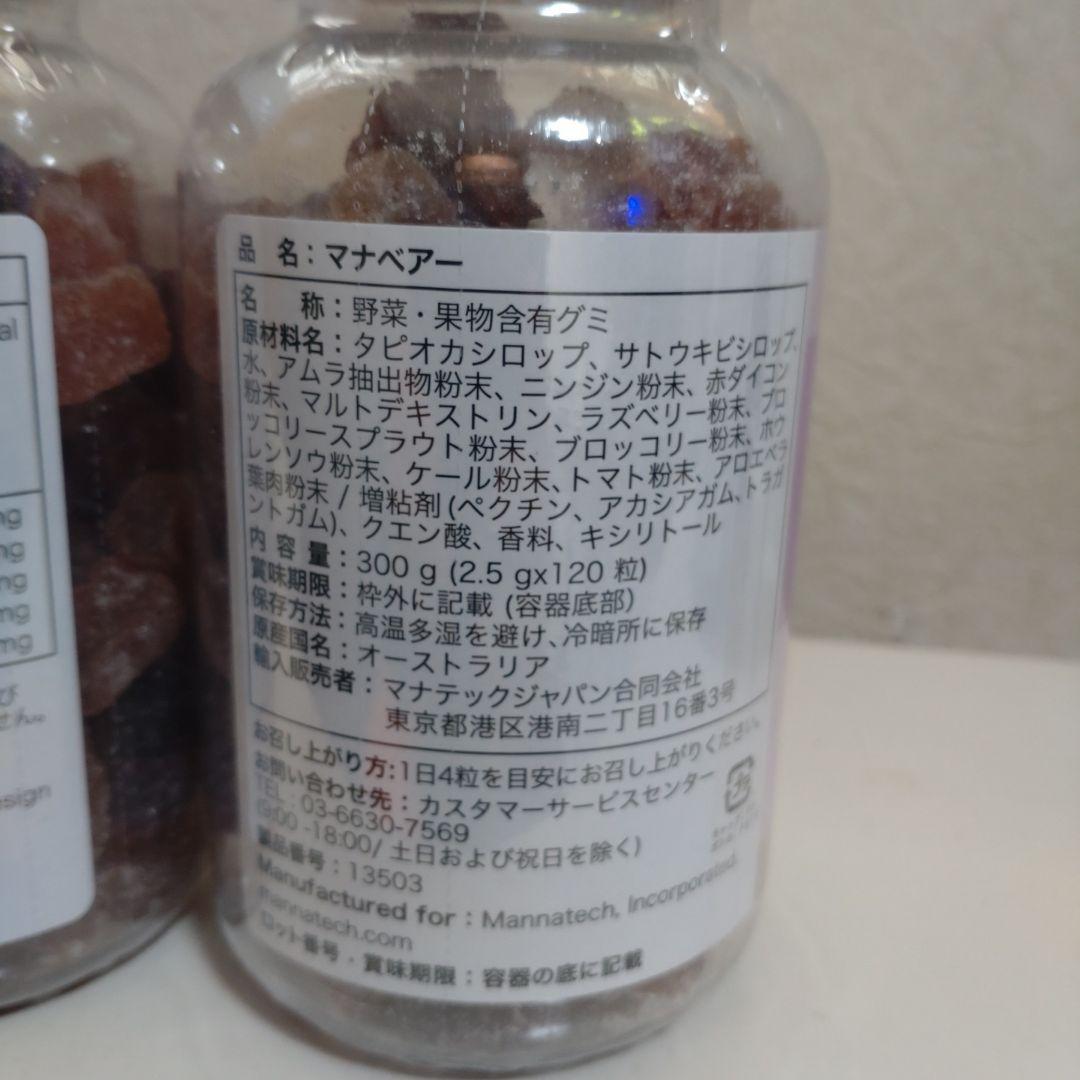 al
mg
mg
mg
mg
mg
び
せん。
esign
品 名：マナベアー
名 称：野菜・果物含有グミ
原材料名：タピオカシロップ、サトウキビシロップ、
水、アムラ抽出物粉末、ニンジン粉末、赤ダイコン
粉末、マルトデキストリン、ラズベリー粉末、ブロ
ッコリースプラウト粉末、ブロッコリー粉末、ホウ
レンソウ粉末、ケール粉末、トマト粉末、アロエベラ
葉肉粉末 / 増粘剤 (ペクチン、アカシアガム、トラガ
ントガム)、クエン酸、香料、キシリトール
内 容 量：300 g (2.5 gx120 粒)
賞味期限：枠外に記載 (容器底部)
保存方法：高温多湿を避け、冷暗所に保存
原産国名：オーストラリア
輸入販売者：マナテックジャパン合同会社
東京都港区港南二丁目16番3号
お召し上がり方:1日4粒を目安にお召し上がりください。
お問い合わせ先：カスタマーサービスセンター
TEL：03-6630-7569
(9:00 -18:00/ 土日および祝日を除く)
製品番号：13503
Manufactured for：Mannatech, Incorporated.
mannatech.com
ロット番号・賞味期限：容器の底に記載